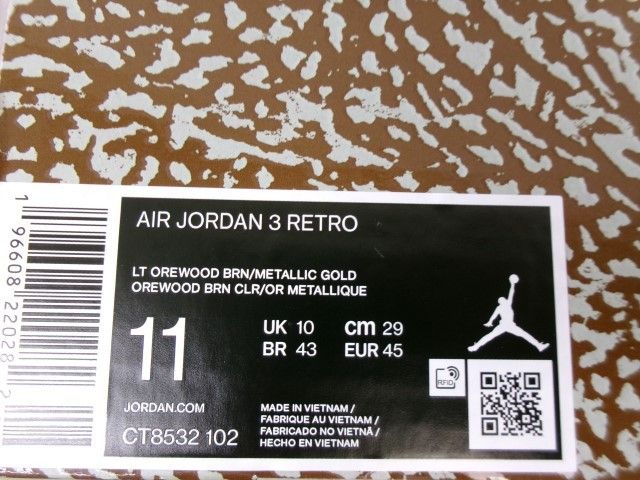 AIR JORDAN 3 RETRO
LT OREWOOD BRN/METALLIC GOLD
OREWOOD BRN CLR/OR METALLIQUE
11
UK 10 cm 29
BR 43 EUR 45
JORDAN.COM
CT8532 102
MADE IN VIETNAM /
FABRIQUE AU VIETNAM /
FABRICADO NO VIETNÃ /
HECHO EN VIETNAM
RFID
1 96608 22028 2